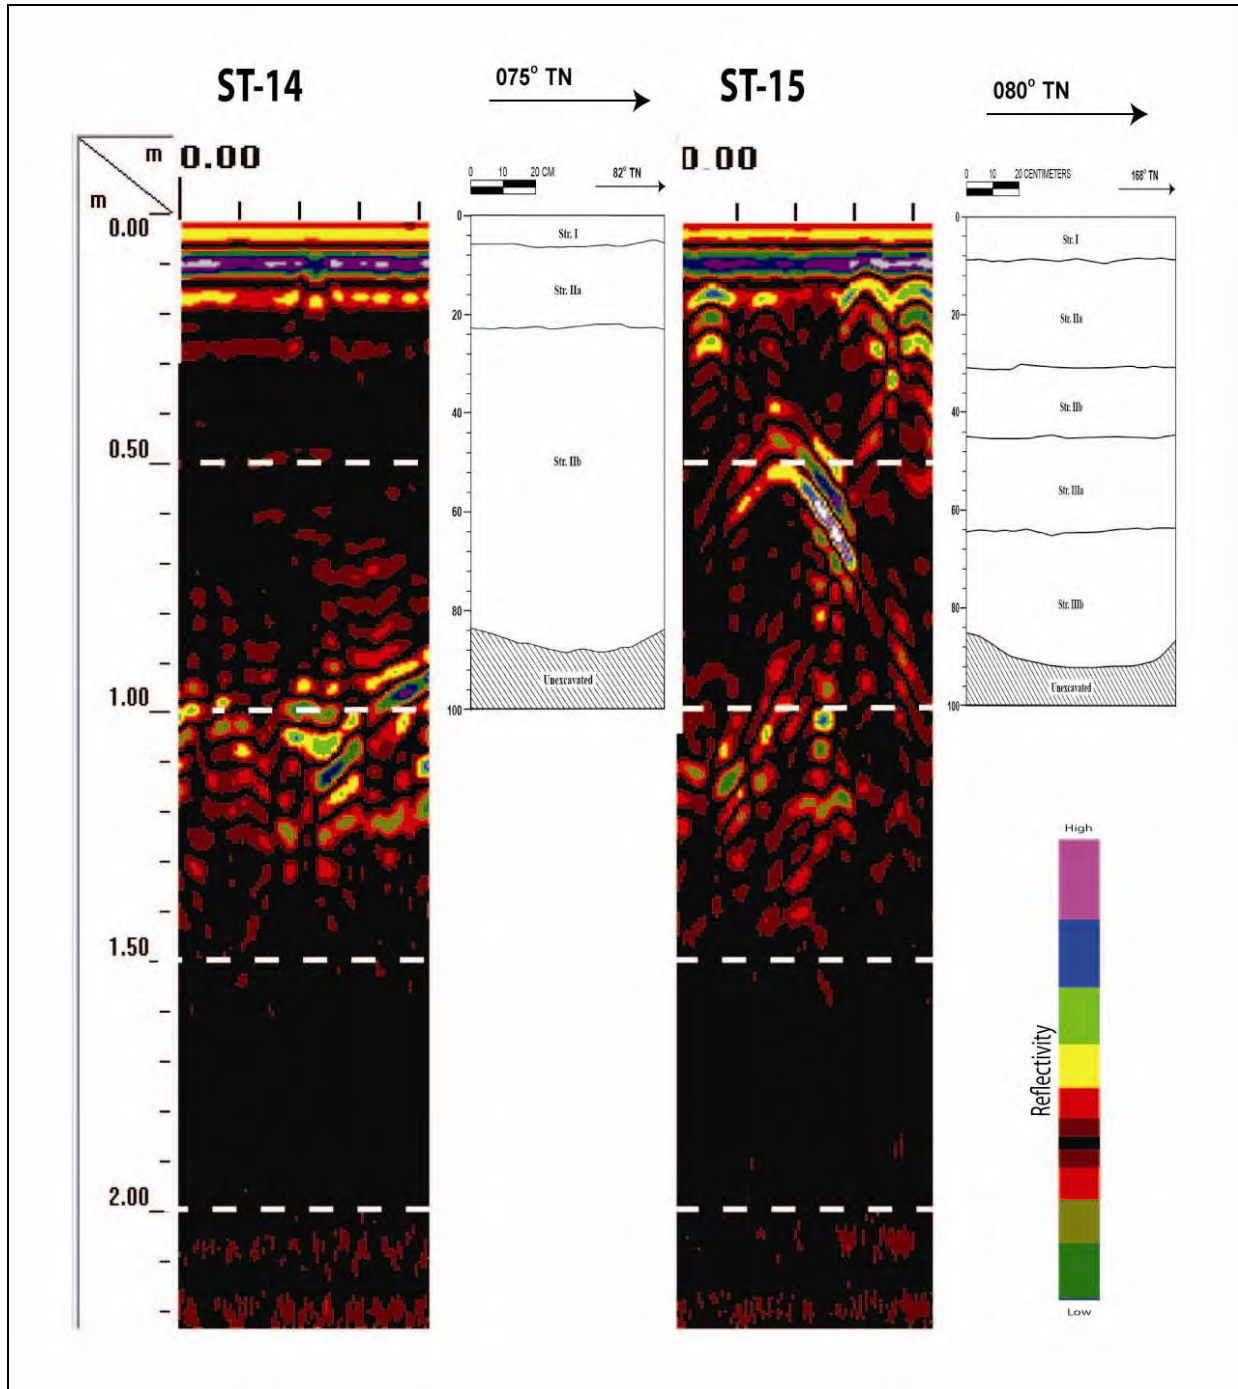 ST-14
075° TN
ST-15
080° TN
m 0.00
m
0.00
0.50
1.00
1.50
2.00
0 10 20 CM
82° TN
0
20
40
60
80
100
Str. I
Str. IIa
Str. IIb
Unexcavated
0.00
0 10 20 CENTIMETERS
168° TN
0
20
40
60
80
100
Str. I
Str. IIa
Str. IIb
Str. IIIa
Str. IIIb
Unexcavated
High
Reflectivity
Low